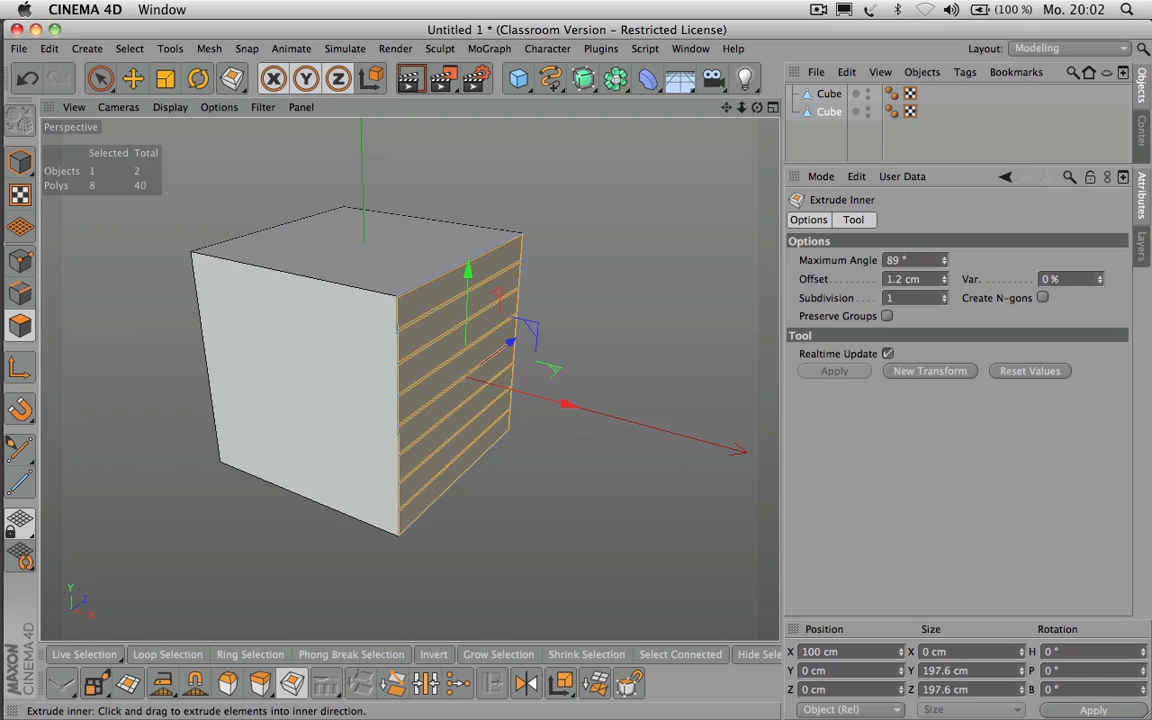 CINEMA 4D Window (100 %) Mo. 20:02
Untitled 1 * (Classroom Version - Restricted License)
File Edit Create Select Tools Mesh Snap Animate Simulate Render Sculpt MoGraph Character Plugins Script Window Help Layout: Modeling
X Y Z
File Edit View Objects Tags Bookmarks
Objects
Cube
Cube
View Cameras Display Options Filter Panel
Perspective
Selected Total
Objects 1 2
Polys 8 40
Mode Edit User Data
Attributes
Layers
Extrude Inner
Options Tool
Options
Maximum Angle 89 °
Offset 1.2 cm Var. 0 %
Subdivision 1 Create N-gons
Preserve Groups
Tool
Realtime Update
Apply New Transform Reset Values
Y
Z
X
MAXON CINEMA 4D
Live Selection Loop Selection Ring Selection Phong Break Selection Invert Grow Selection Shrink Selection Select Connected Hide Sele
Position Size Rotation
X 100 cm X 0 cm H 0 °
Y 0 cm Y 197.6 cm P 0 °
Z 0 cm Z 197.6 cm B 0 °
Object (Rel) Size Apply
Extrude inner: Click and drag to extrude elements into inner direction.